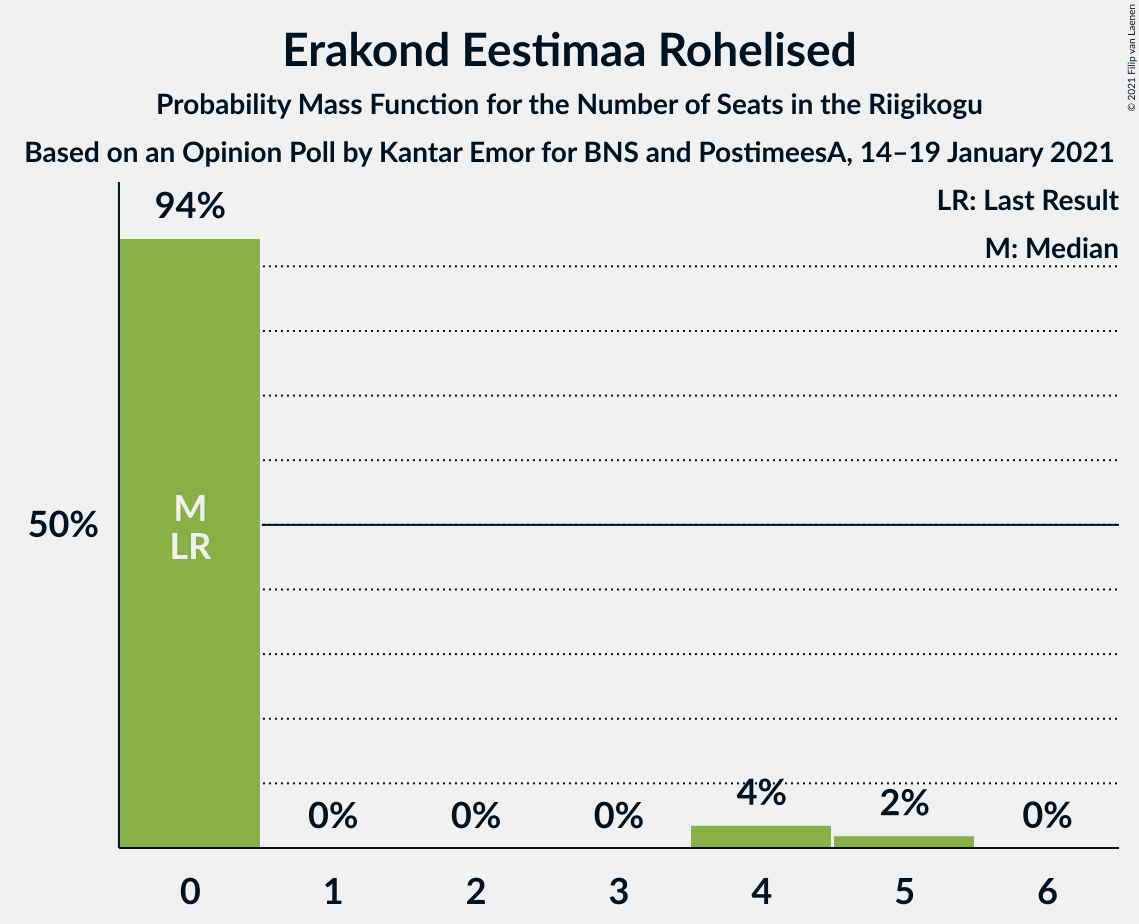 Erakond Eestimaa Rohelised
Probability Mass Function for the Number of Seats in the Riigikogu
Based on an Opinion Poll by Kantar Emor for BNS and PostimeesA, 14–19 January 2021
© 2021 Filip van Laenen
LR: Last Result
M: Median
94%
50%
M
LR
0% 0% 0% 4% 2% 0%
0 1 2 3 4 5 6